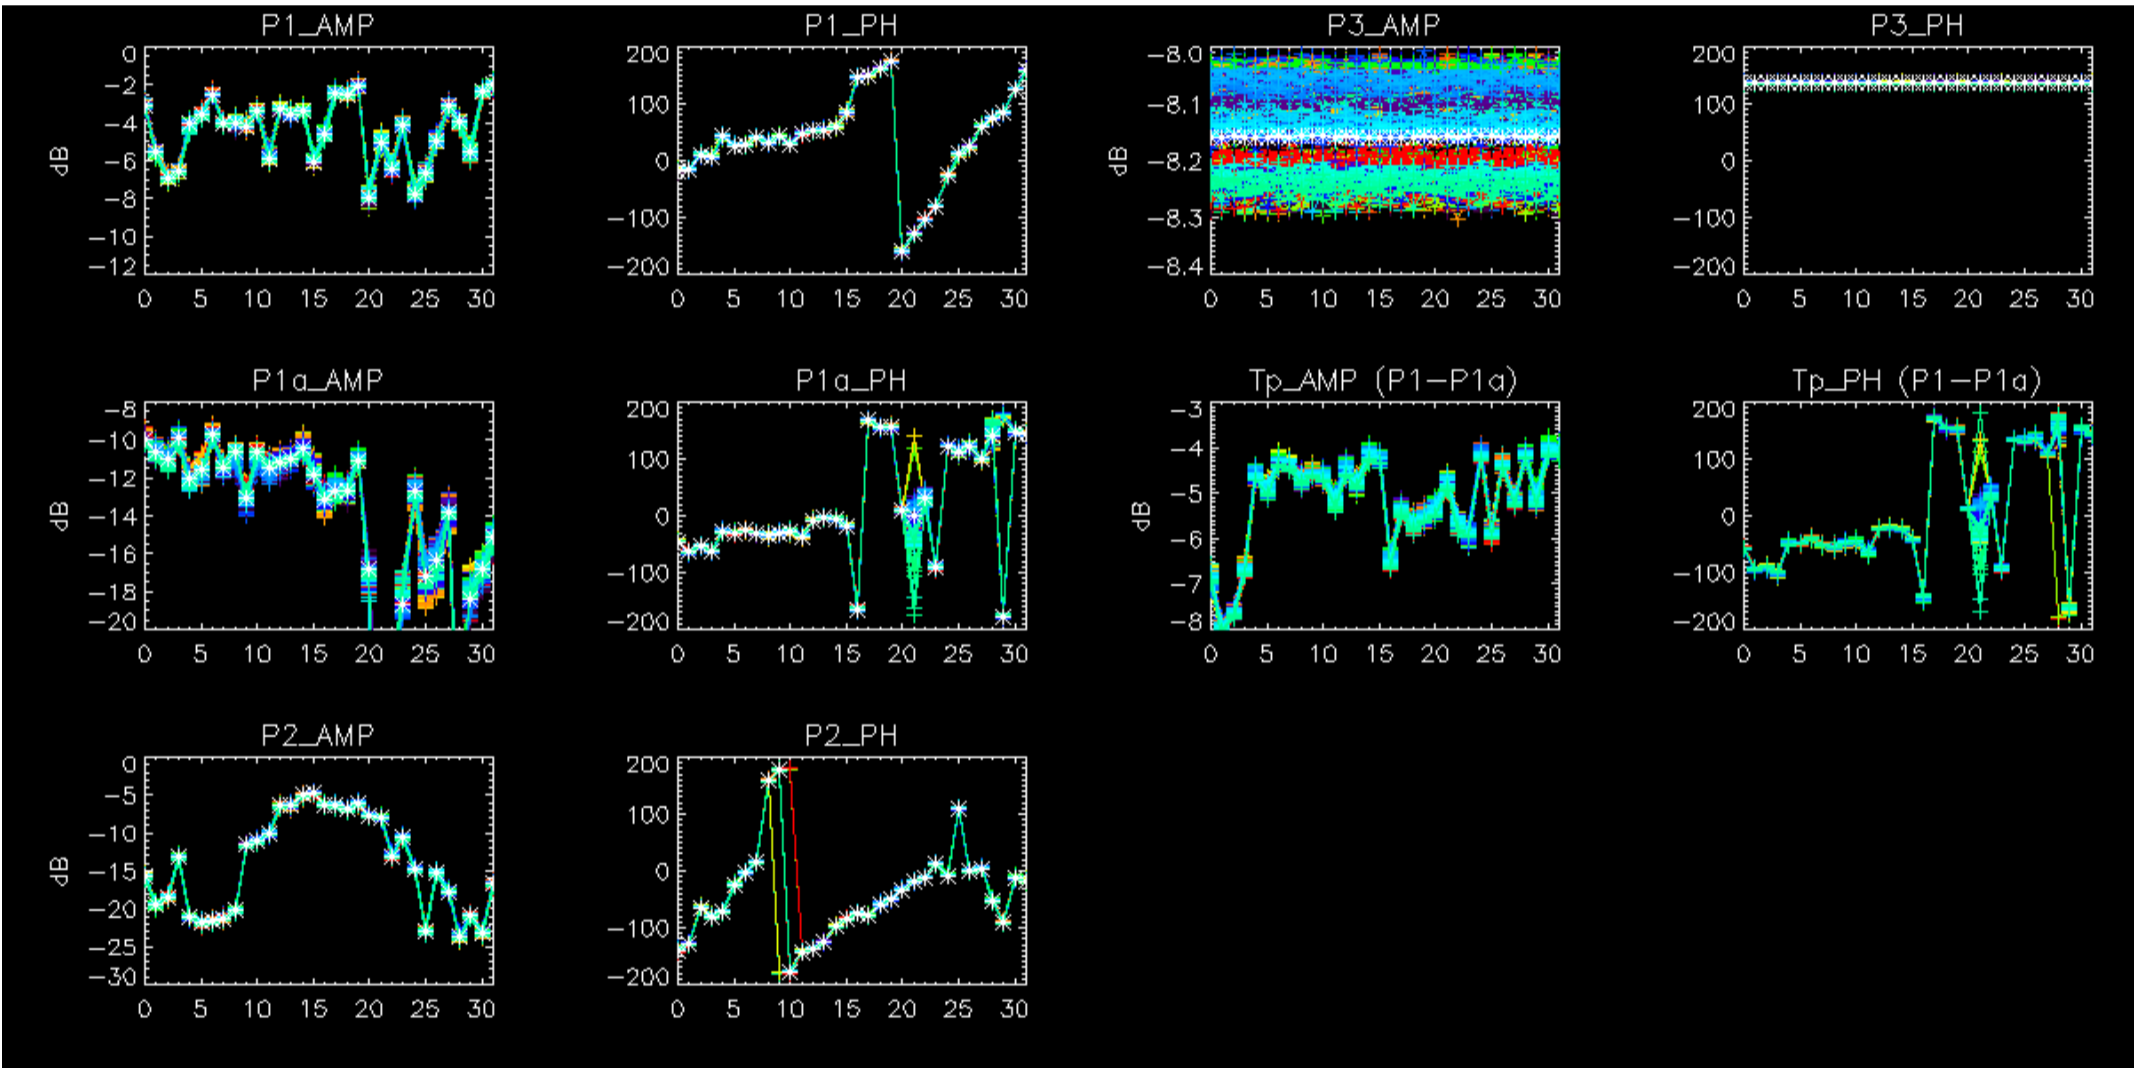 P1_AMP
0
−2
−4
−6
−8
−10
−12
dB
0 5 10 15 20 25 30
P1_PH
200
100
0
−100
−200
0 5 10 15 20 25 30
P3_AMP
−8.0
−8.1
−8.2
−8.3
−8.4
dB
0 5 10 15 20 25 30
P3_PH
200
100
0
−100
−200
0 5 10 15 20 25 30
P1a_AMP
−8
−10
−12
−14
−16
−18
−20
dB
0 5 10 15 20 25 30
P1a_PH
200
100
0
−100
−200
0 5 10 15 20 25 30
Tp_AMP (P1−P1a)
−3
−4
−5
−6
−7
−8
dB
0 5 10 15 20 25 30
Tp_PH (P1−P1a)
200
100
0
−100
−200
0 5 10 15 20 25 30
P2_AMP
0
−5
−10
−15
−20
−25
−30
dB
0 5 10 15 20 25 30
P2_PH
200
100
0
−100
−200
0 5 10 15 20 25 30